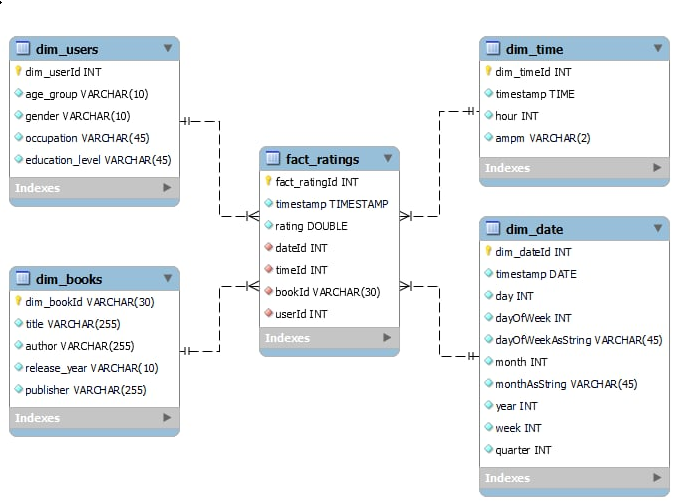 dim_users
dim_userId INT
age_group VARCHAR(10)
gender VARCHAR(10)
occupation VARCHAR(45)
education_level VARCHAR(45)
Indexes
dim_books
dim_bookId VARCHAR(30)
title VARCHAR(255)
author VARCHAR(255)
release_year VARCHAR(10)
publisher VARCHAR(255)
Indexes
fact_ratings
fact_ratingId INT
timestamp TIMESTAMP
rating DOUBLE
dateId INT
timeId INT
bookId VARCHAR(30)
userId INT
Indexes
dim_time
dim_timeId INT
timestamp TIME
hour INT
ampm VARCHAR(2)
Indexes
dim_date
dim_dateId INT
timestamp DATE
day INT
dayOfWeek INT
dayOfWeekAsString VARCHAR(45)
month INT
monthAsString VARCHAR(45)
year INT
week INT
quarter INT
Indexes